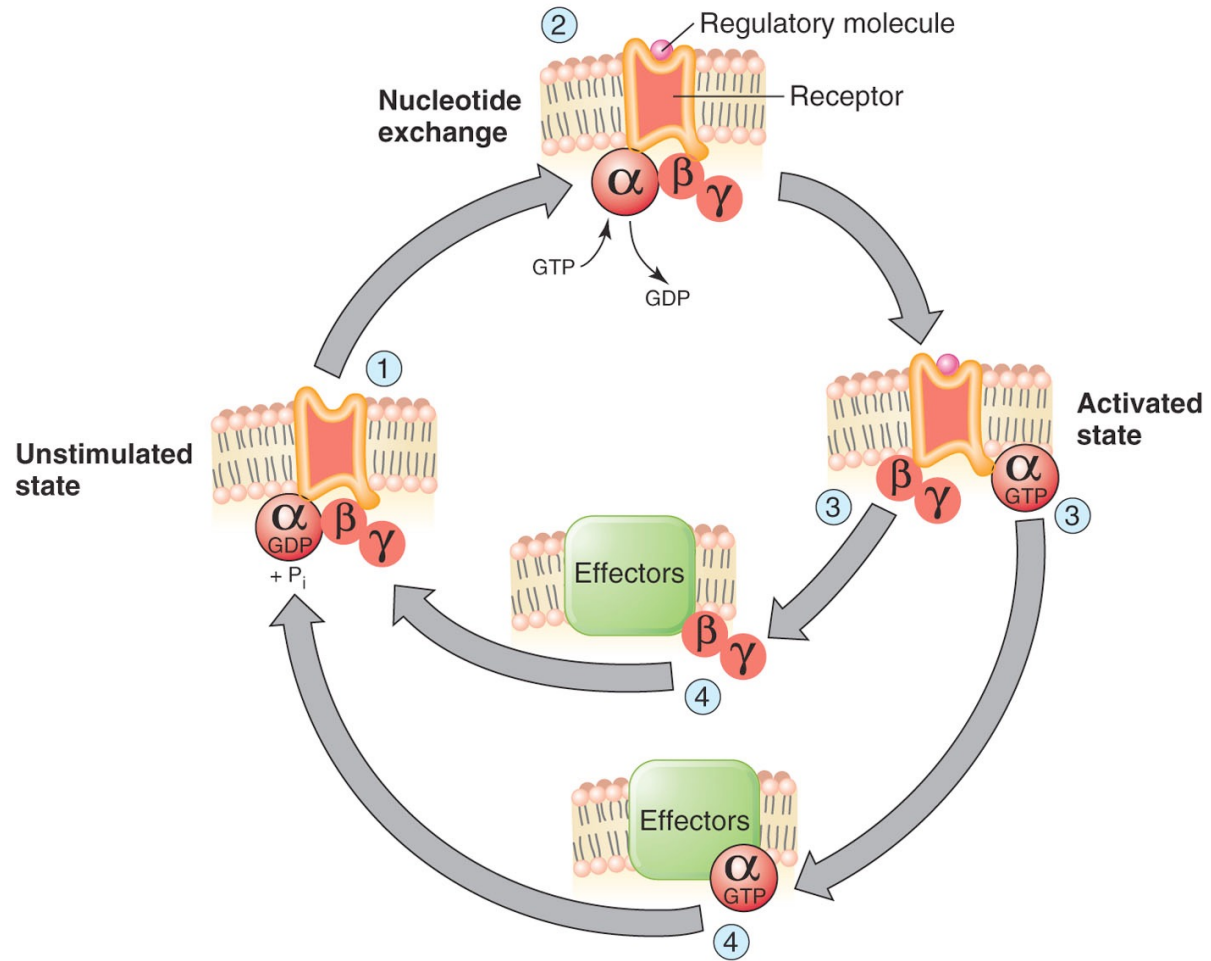 2
Regulatory molecule
Receptor
Nucleotide
exchange
α
β
γ
GTP
GDP
1
Unstimulated
state
α
GDP
β
γ
+ Pi
Activated
state
β
γ
α
GTP
3
3
Effectors
β
γ
4
Effectors
α
GTP
4